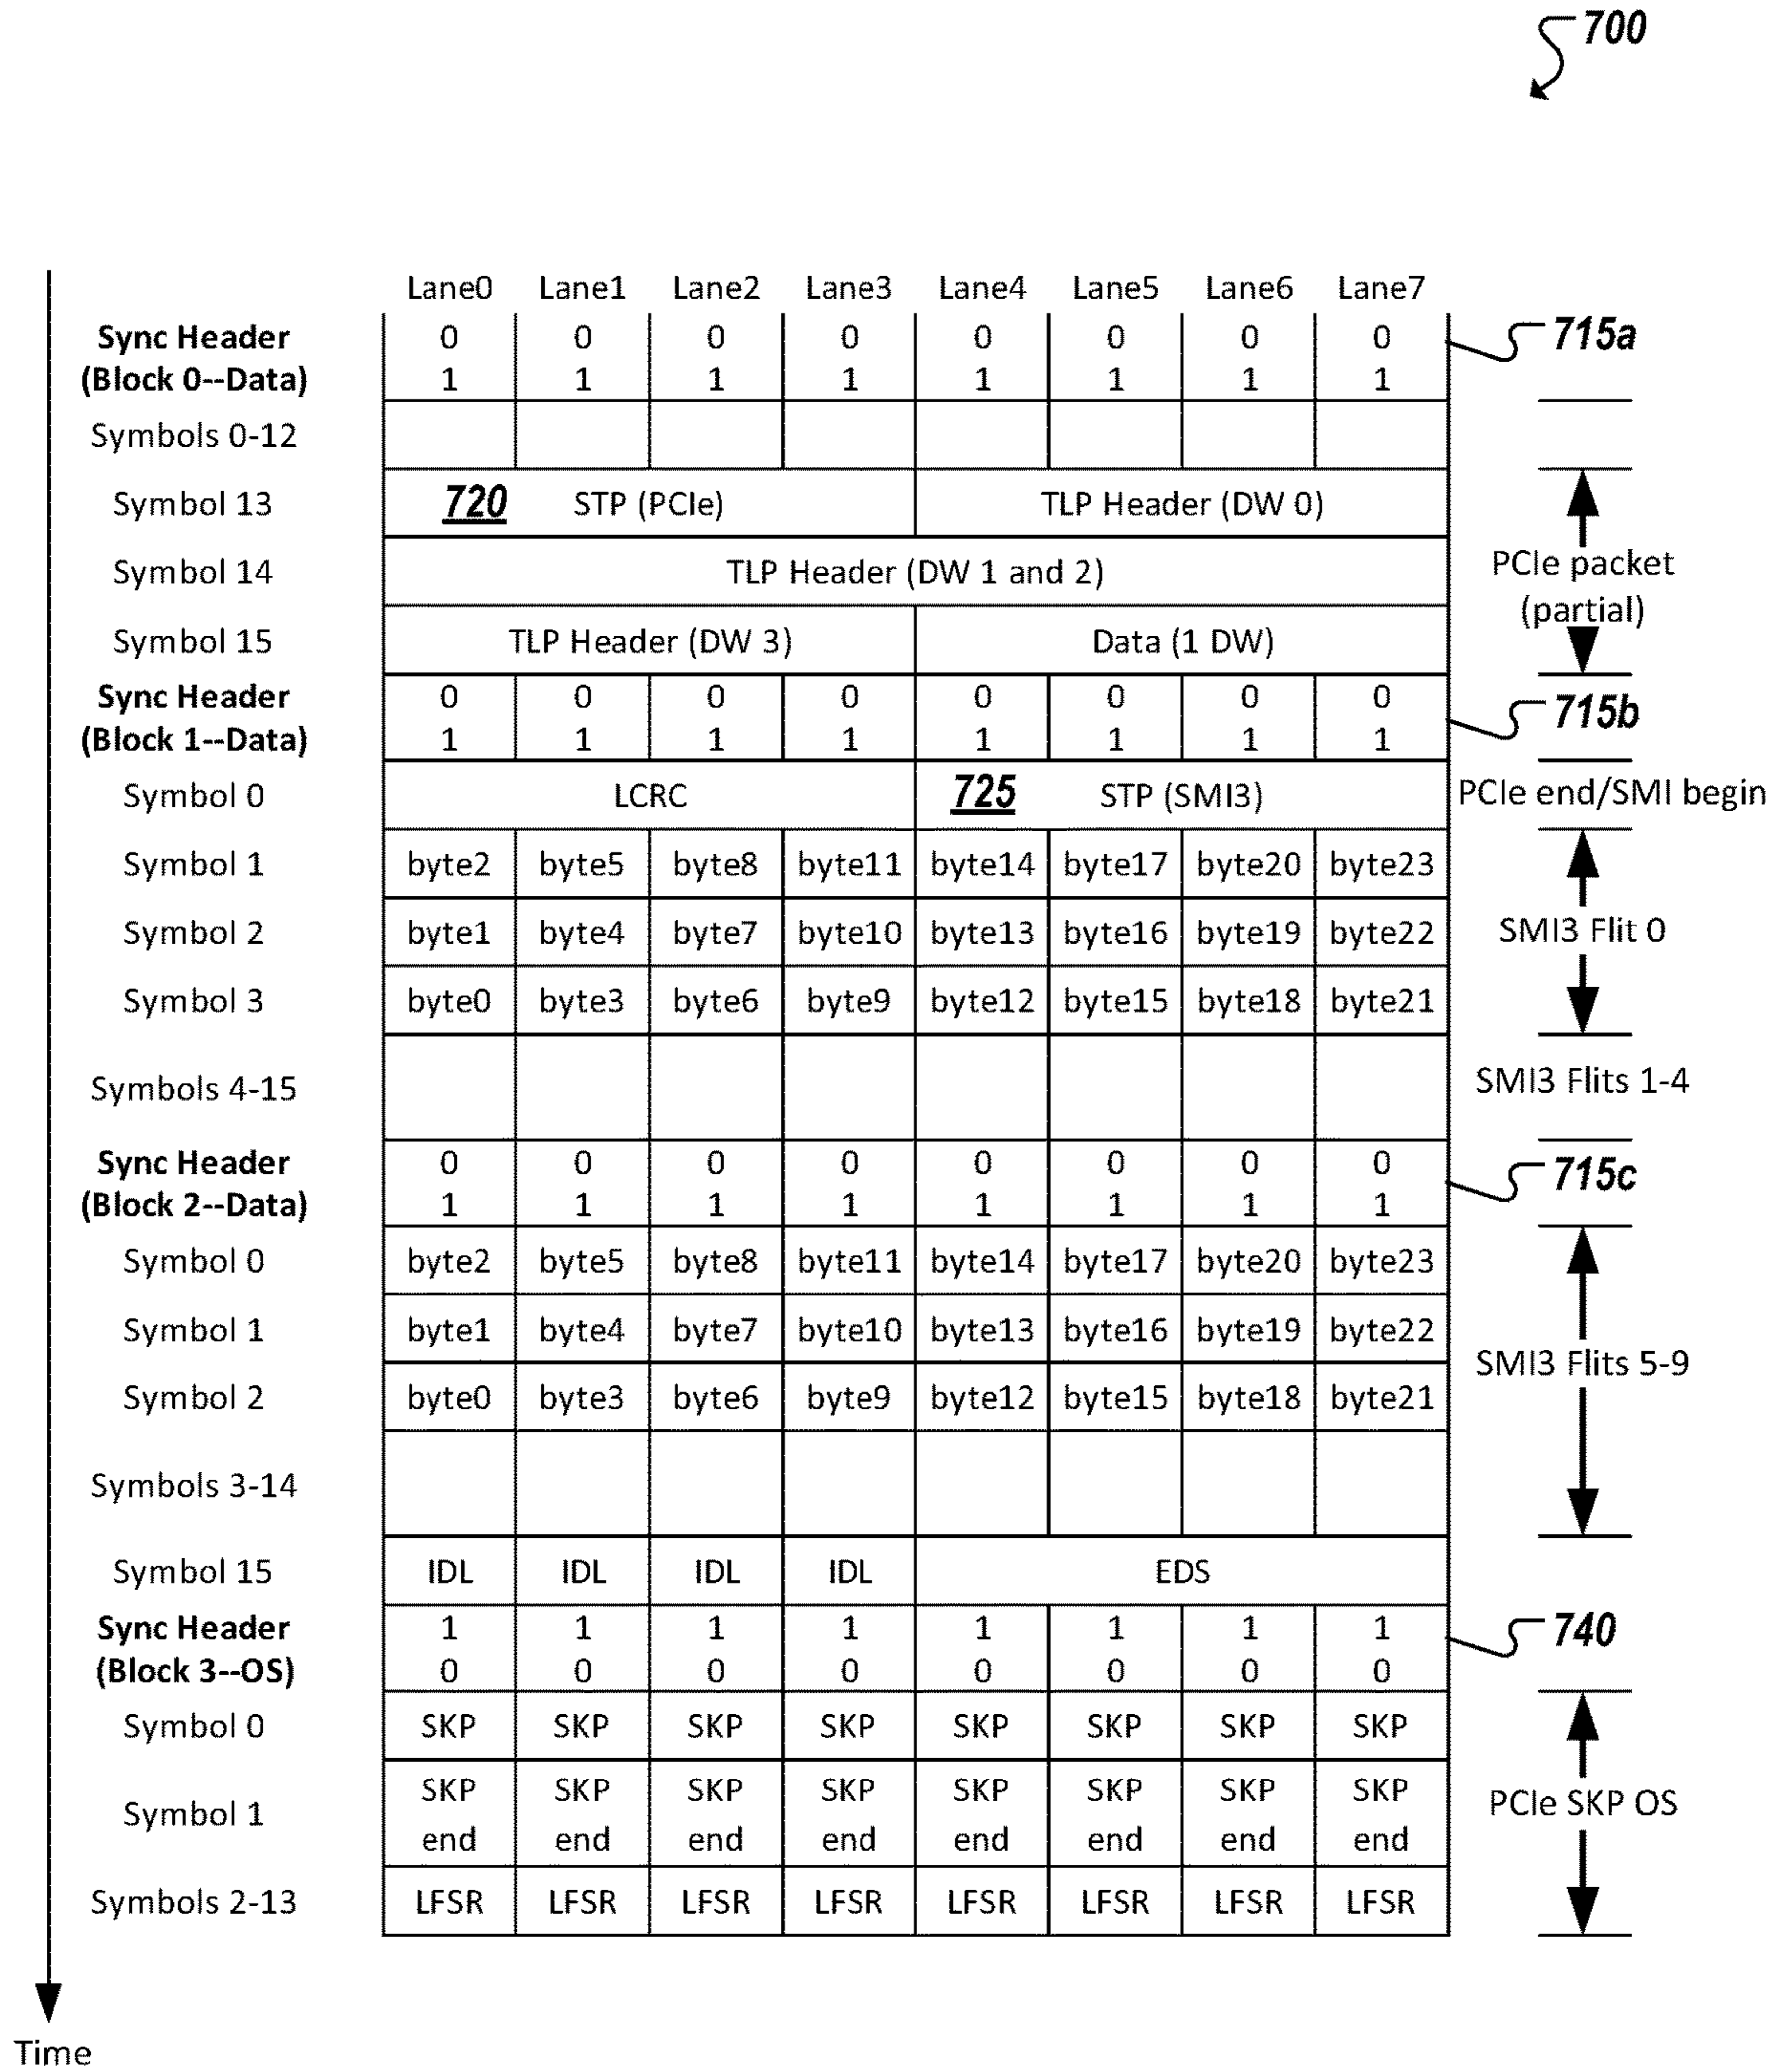 700
Lane0 Lane1 Lane2 Lane3 Lane4 Lane5 Lane6 Lane7
Sync Header 0 0 0 0 0 0 0 0 715a
(Block 0--Data) 1 1 1 1 1 1 1 1
Symbols 0-12
Symbol 13 720 STP (PCIe) TLP Header (DW 0)
Symbol 14 TLP Header (DW 1 and 2) PCIe packet
(partial)
Symbol 15 TLP Header (DW 3) Data (1 DW)
Sync Header 0 0 0 0 0 0 0 0 715b
(Block 1--Data) 1 1 1 1 1 1 1 1
Symbol 0 LCRC 725 STP (SMI3) PCIe end/SMI begin
Symbol 1 byte2 byte5 byte8 byte11 byte14 byte17 byte20 byte23
Symbol 2 byte1 byte4 byte7 byte10 byte13 byte16 byte19 byte22 SMI3 Flit 0
Symbol 3 byte0 byte3 byte6 byte9 byte12 byte15 byte18 byte21
Symbols 4-15 SMI3 Flits 1-4
Sync Header 0 0 0 0 0 0 0 0 715c
(Block 2--Data) 1 1 1 1 1 1 1 1
Symbol 0 byte2 byte5 byte8 byte11 byte14 byte17 byte20 byte23
Symbol 1 byte1 byte4 byte7 byte10 byte13 byte16 byte19 byte22
SMI3 Flits 5-9
Symbol 2 byte0 byte3 byte6 byte9 byte12 byte15 byte18 byte21
Symbols 3-14
Symbol 15 IDL IDL IDL IDL EDS
Sync Header 1 1 1 1 1 1 1 1 740
(Block 3--OS) 0 0 0 0 0 0 0 0
Symbol 0 SKP SKP SKP SKP SKP SKP SKP SKP
SKP SKP SKP SKP SKP SKP SKP SKP
Symbol 1 PCIe SKP OS
end end end end end end end end
Symbols 2-13 LFSR LFSR LFSR LFSR LFSR LFSR LFSR LFSR
Time